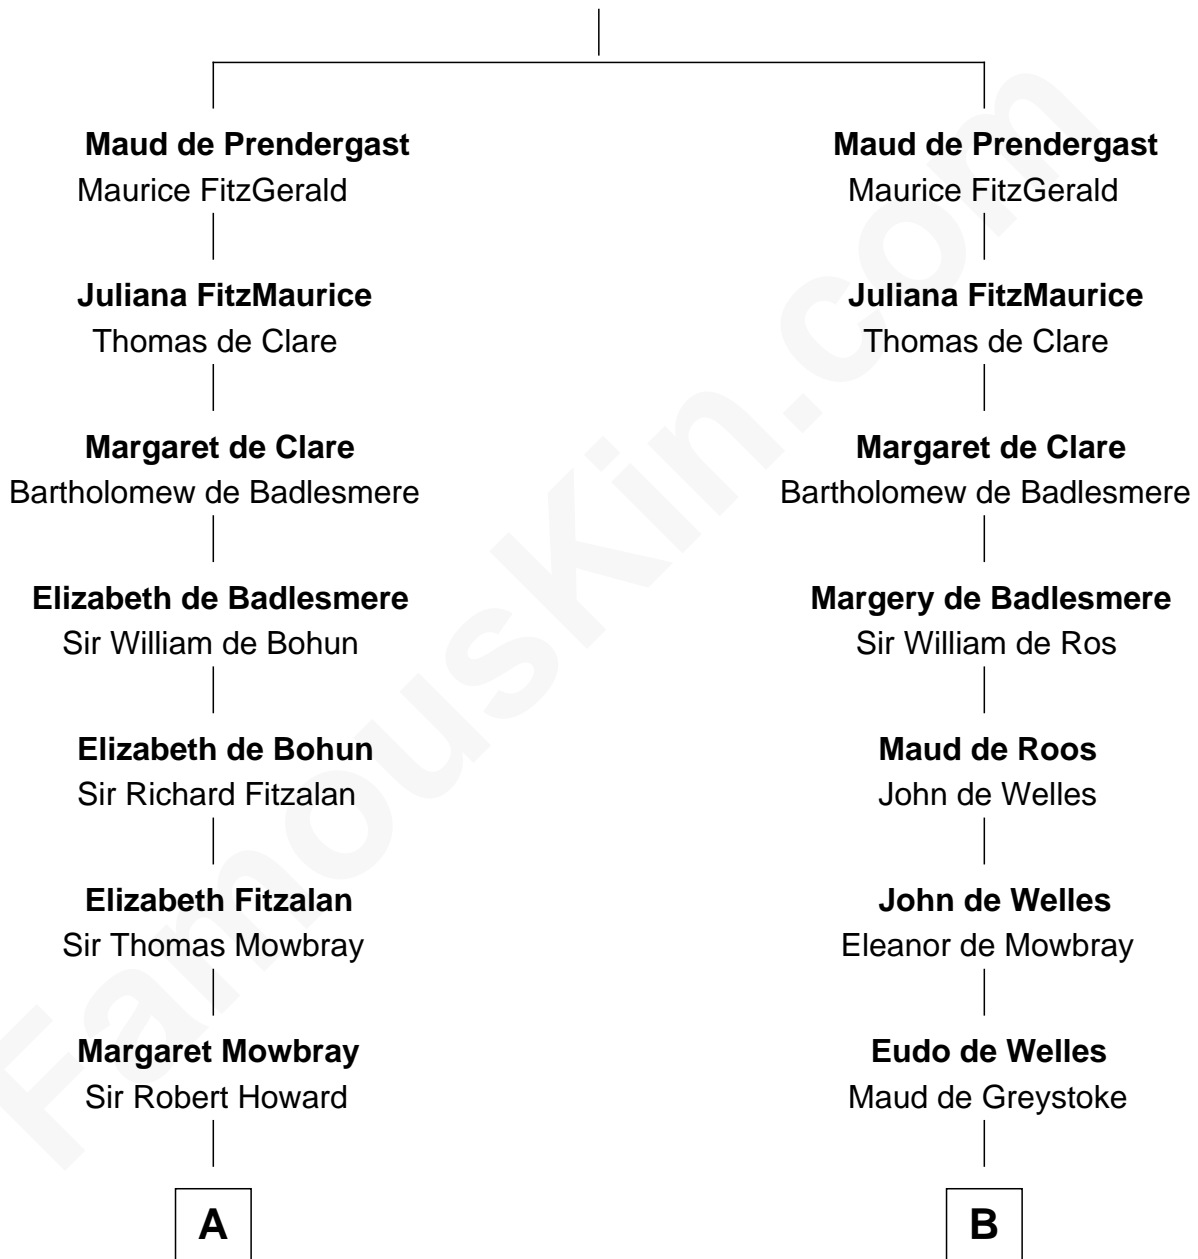 Maud de Prendergast
Maurice FitzGerald
Juliana FitzMaurice
Thomas de Clare
Margaret de Clare
Bartholomew de Badlesmere
Elizabeth de Badlesmere
Sir William de Bohun
Elizabeth de Bohun
Sir Richard Fitzalan
Elizabeth Fitzalan
Sir Thomas Mowbray
Margaret Mowbray
Sir Robert Howard
A
Maud de Prendergast
Maurice FitzGerald
Juliana FitzMaurice
Thomas de Clare
Margaret de Clare
Bartholomew de Badlesmere
Margery de Badlesmere
Sir William de Ros
Maud de Roos
John de Welles
John de Welles
Eleanor de Mowbray
Eudo de Welles
Maud de Greystoke
B
FamousKin.com